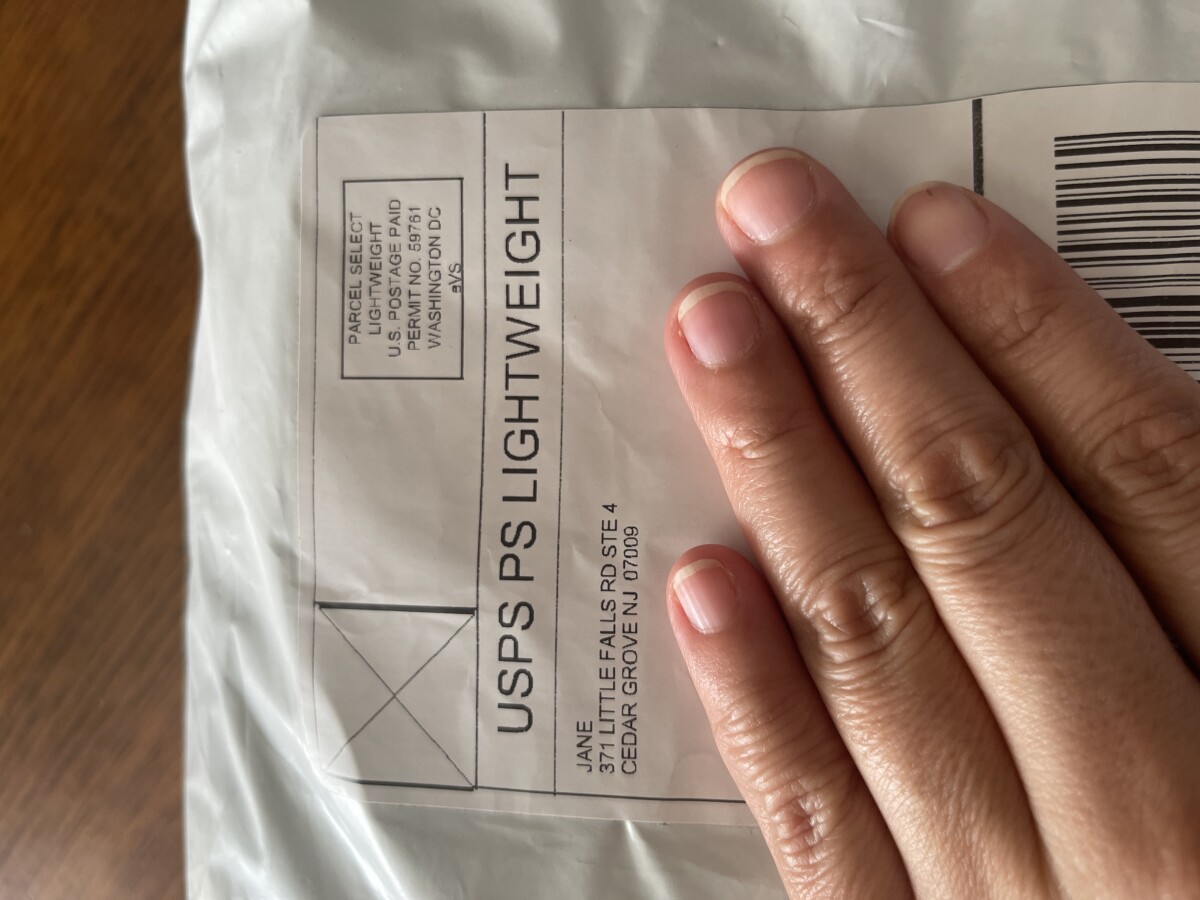 PARCEL SELECT
LIGHTWEIGHT
U.S. POSTAGE PAID
PERMIT NO. 59761
WASHINGTON DC
eVS
USPS PS LIGHTWEIGHT
JANE
371 LITTLE FALLS RD STE 4
CEDAR GROVE NJ 07009